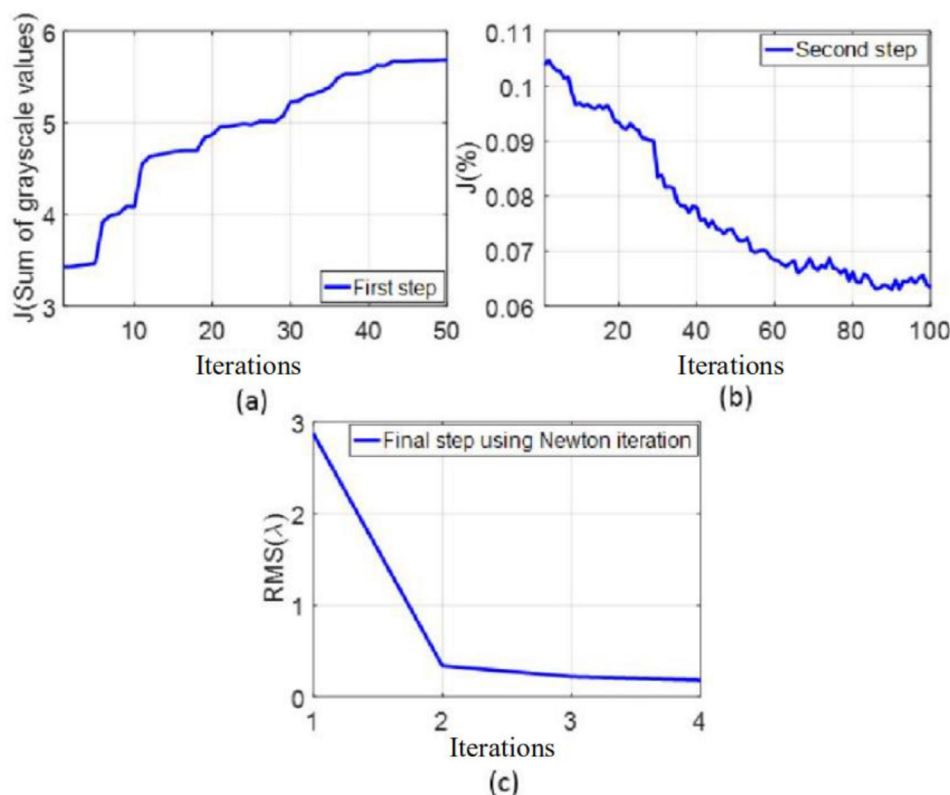 J(Sum of grayscale values)
6
5
4
3
First step
10 20 30 40 50
Iterations
(a)
J(%)
0.11
0.1
0.09
0.08
0.07
0.06
Second step
20 40 60 80 100
Iterations
(b)
RMS(λ)
3
2
1
0
Final step using Newton iteration
1 2 3 4
Iterations
(c)